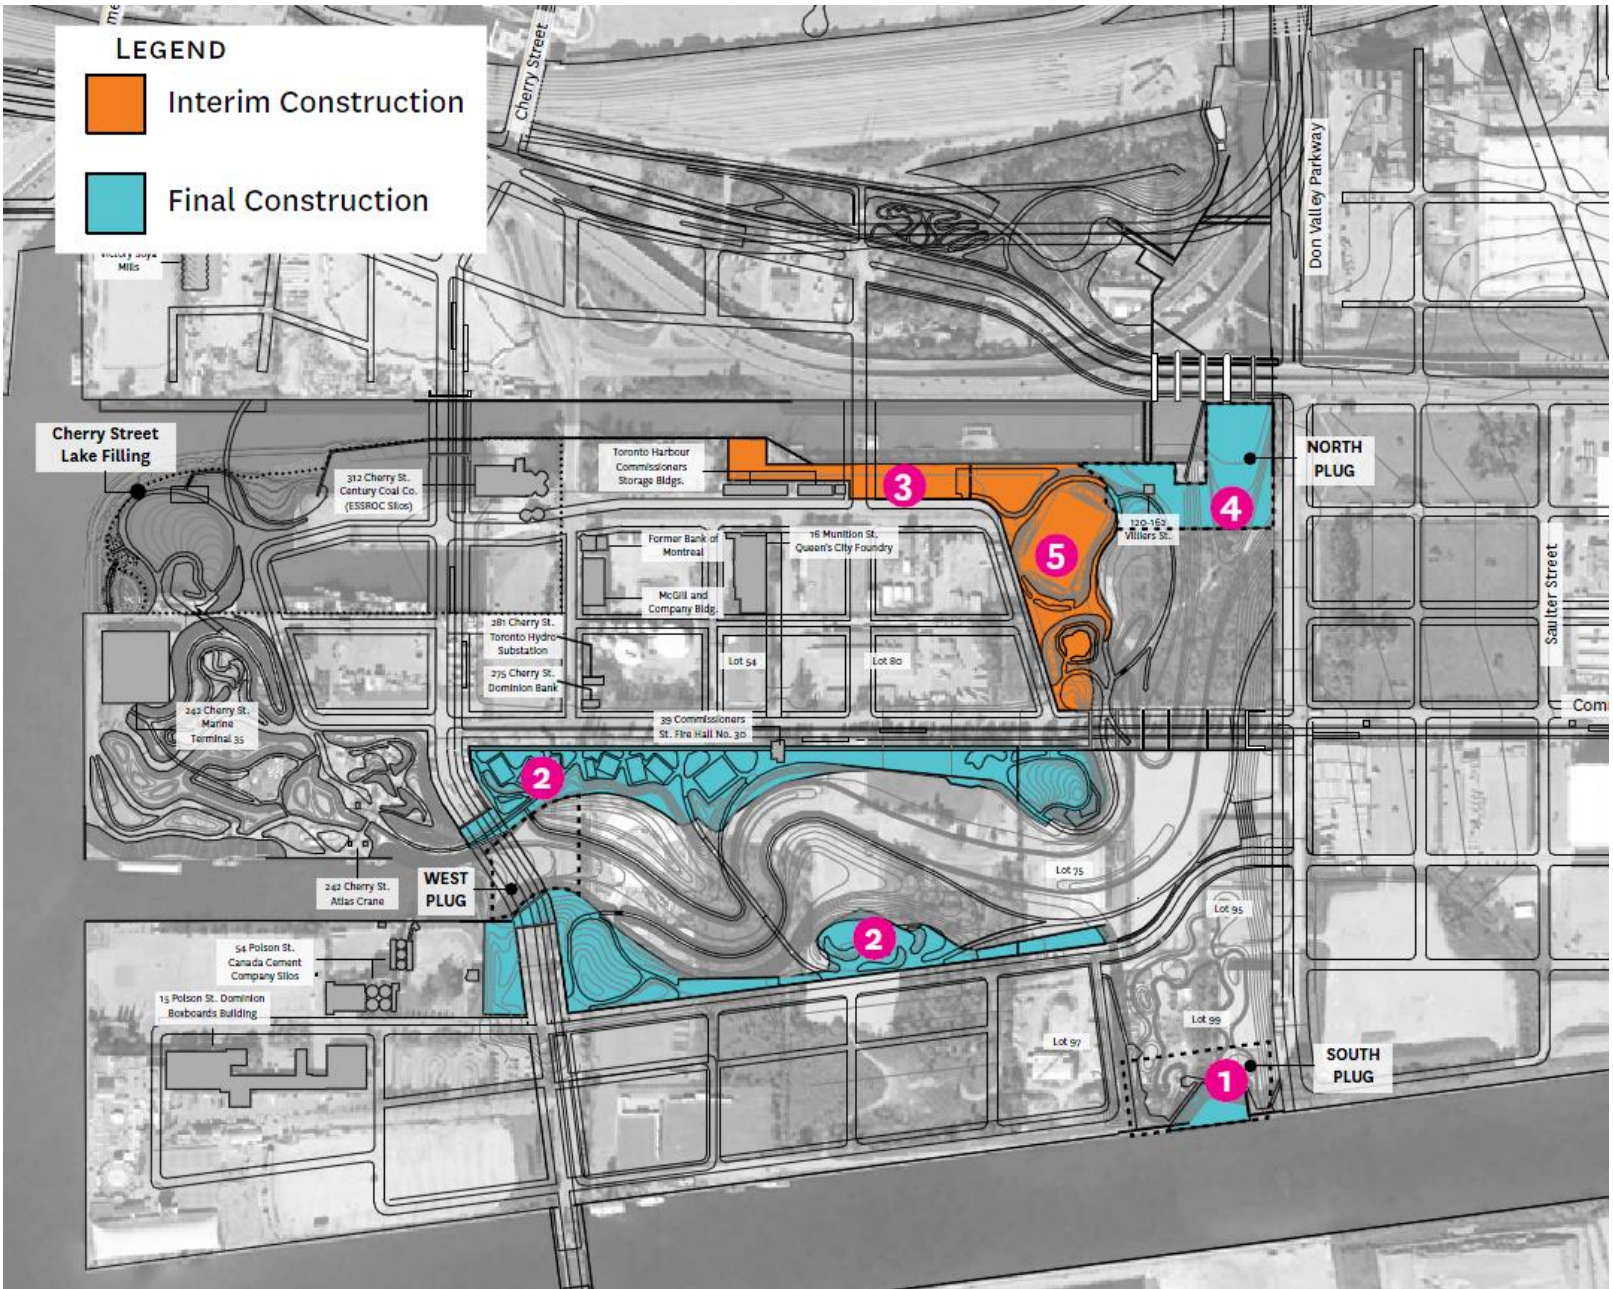 LEGEND
Interim Construction
Final Construction
Cherry Street
Don Valley Parkway
Mills
Cherry Street
Lake Filling
312 Cherry St.
Century Coal Co.
(ESSROC Silos)
Toronto Harbour
Commissioners
Storage Bldgs.
3
NORTH
PLUG
4
120-162
Villiers St.
5
Former Bank of
Montreal
16 Munition St.
Queen's City Foundry
McGill and
Company Bldg.
Saulter Street
281 Cherry St.
Toronto Hydro
Substation
Lot 54
Lot 80
275 Cherry St.
Dominion Bank
242 Cherry St.
Marine
Terminal 35
39 Commissioners
St. Fire Hall No. 30
Com
2
WEST
PLUG
242 Cherry St.
Atlas Crane
Lot 75
Lot 95
2
54 Polson St.
Canada Cement
Company Silos
15 Polson St. Dominion
Boxboards Building
Lot 99
Lot 97
SOUTH
PLUG
1